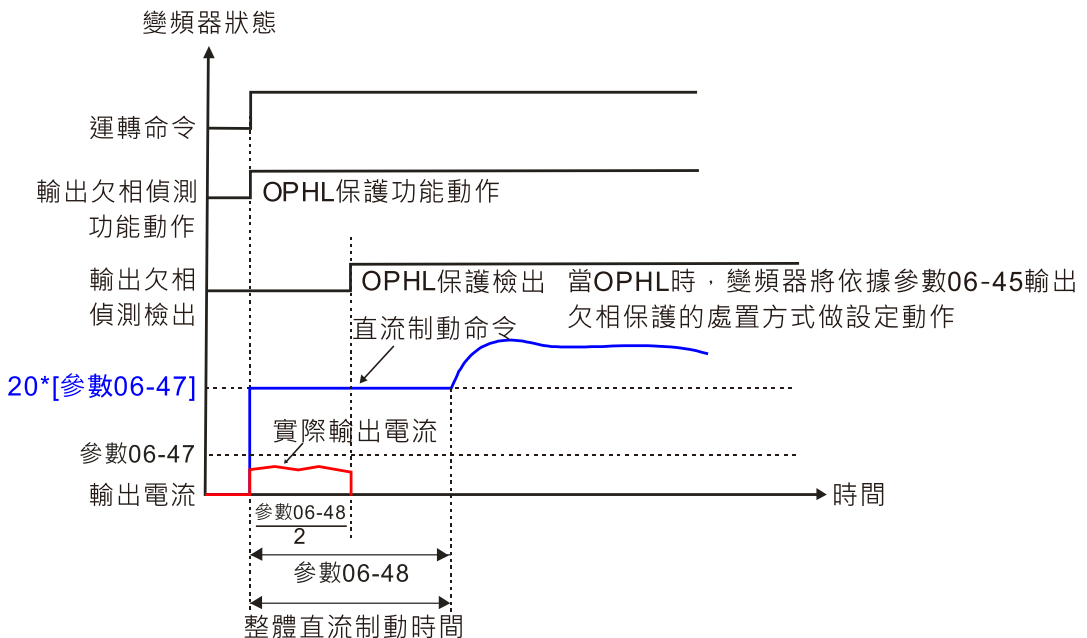 變頻器狀態
運轉命令
輸出欠相偵測
功能動作
OPHL保護功能動作
輸出欠相
偵測檢出
OPHL保護檢出
當OPHL時，變頻器將依據參數06-45輸出
欠相保護的處置方式做設定動作
直流制動命令
20*[參數06-47]
實際輸出電流
參數06-47
輸出電流
時間
參數06-48
2
參數06-48
整體直流制動時間